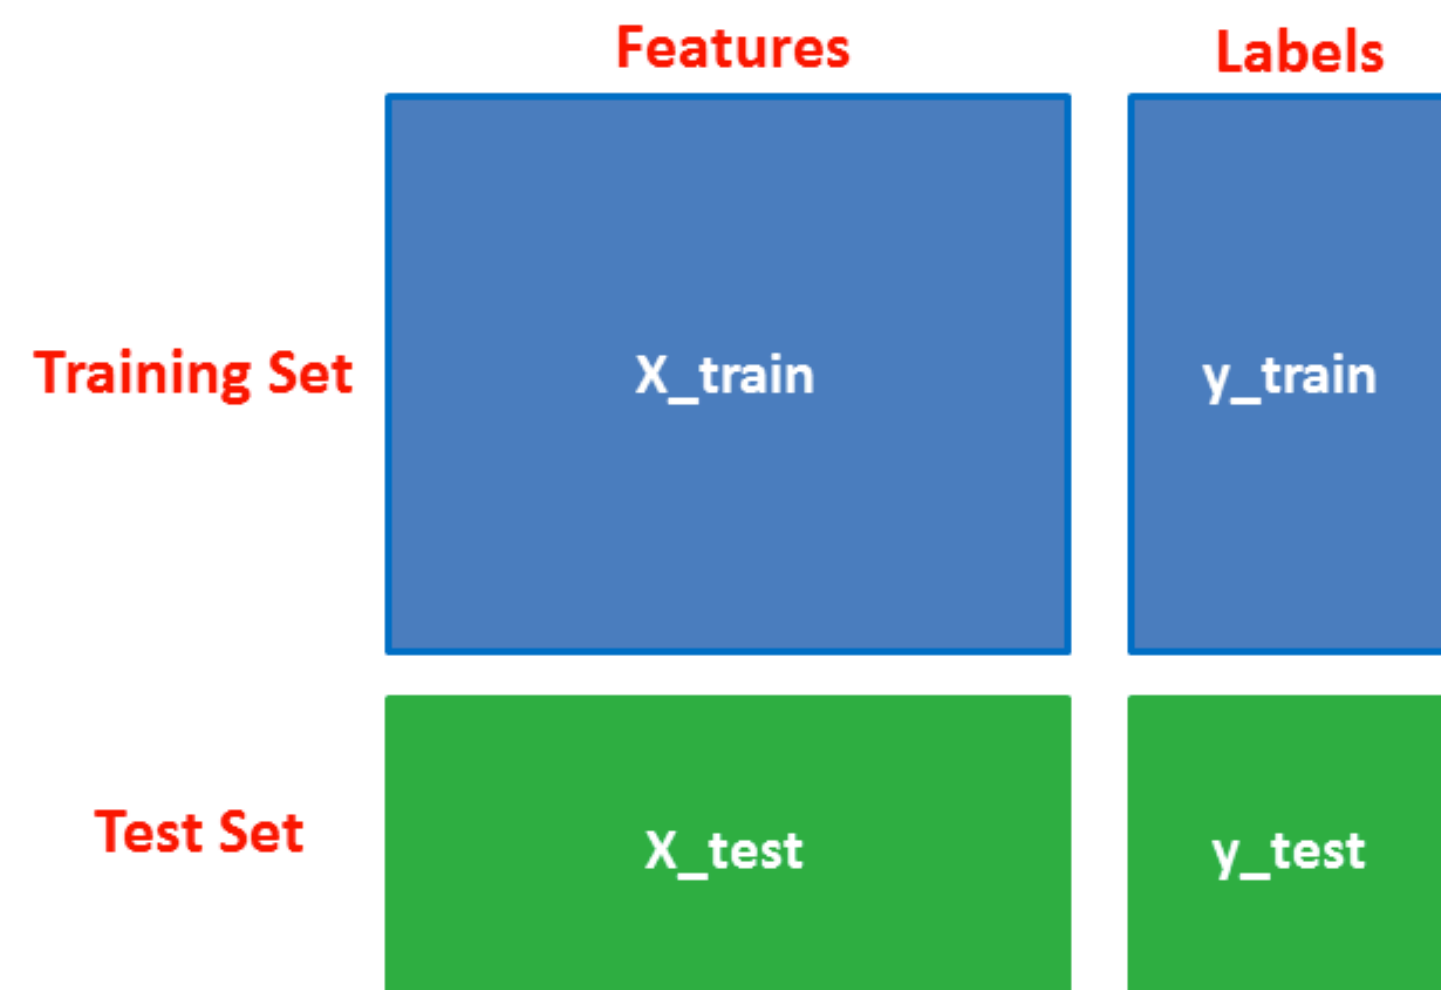 Features
Labels
Training Set
X_train
y_train
Test Set
X_test
y_test